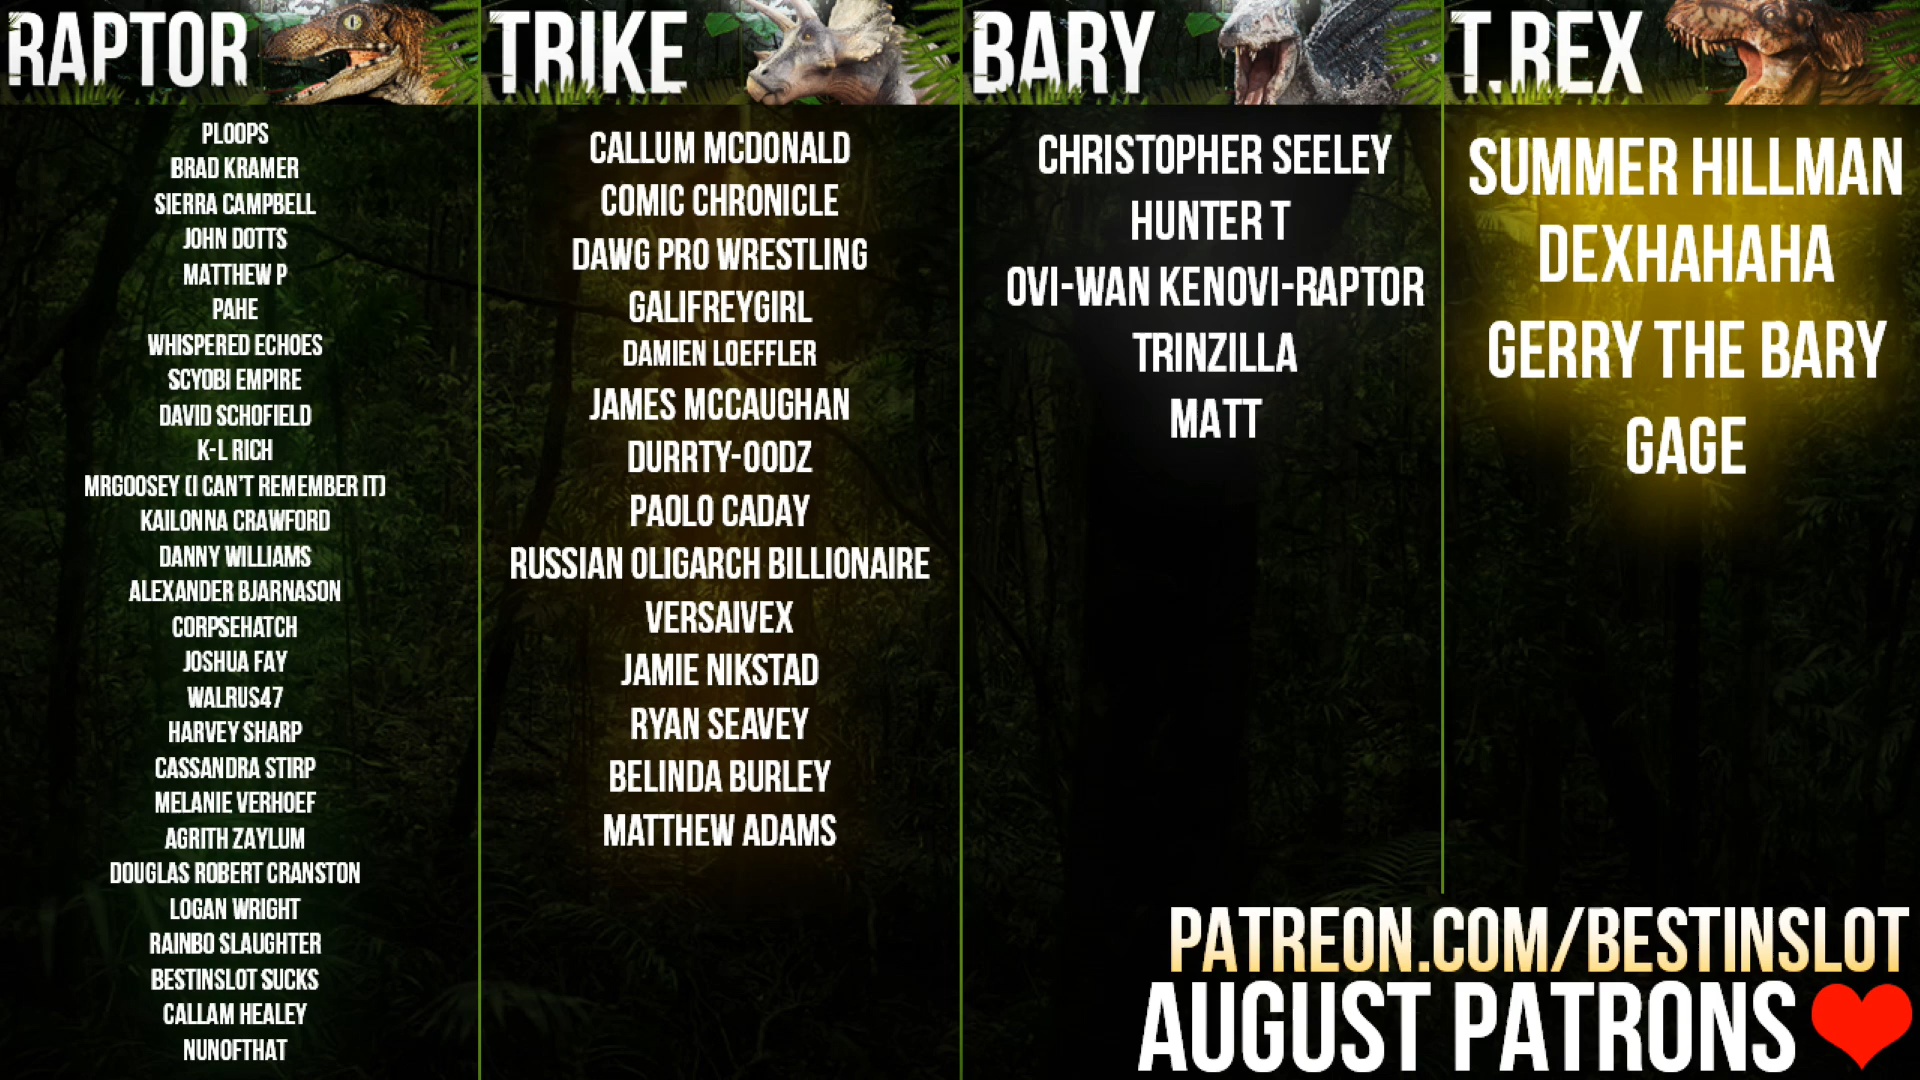 RAPTOR
PLOOPS
BRAD KRAMER
SIERRA CAMPBELL
JOHN DOTTS
MATTHEW P
PAHE
WHISPERED ECHOES
SCYOBI EMPIRE
DAVID SCHOFIELD
K-L RICH
MRGOOSEY (I CAN'T REMEMBER IT)
KAILONNA CRAWFORD
DANNY WILLIAMS
ALEXANDER BJARNASON
CORPSEHATCH
JOSHUA FAY
WALRUS47
HARVEY SHARP
CASSANDRA STIRP
MELANIE VERHOEF
AGRITH ZAYLUM
DOUGLAS ROBERT CRANSTON
LOGAN WRIGHT
RAINBO SLAUGHTER
BESTINSLOT SUCKS
CALLAM HEALEY
NUNOFTHAT
TRIKE
CALLUM MCDONALD
COMIC CHRONICLE
DAWG PRO WRESTLING
GALIFREYGIRL
DAMIEN LOEFFLER
JAMES MCCAUGHAN
DURRTY-OODZ
PAOLO CADAY
RUSSIAN OLIGARCH BILLIONAIRE
VERSAIVEX
JAMIE NIKSTAD
RYAN SEAVEY
BELINDA BURLEY
MATTHEW ADAMS
BARY
CHRISTOPHER SEELEY
HUNTER T
OVI-WAN KENOVI-RAPTOR
TRINZILLA
MATT
T.REX
SUMMER HILLMAN
DEXHAHAHA
GERRY THE BARY
GAGE
PATREON.COM/BESTINSLOT
AUGUST PATRONS